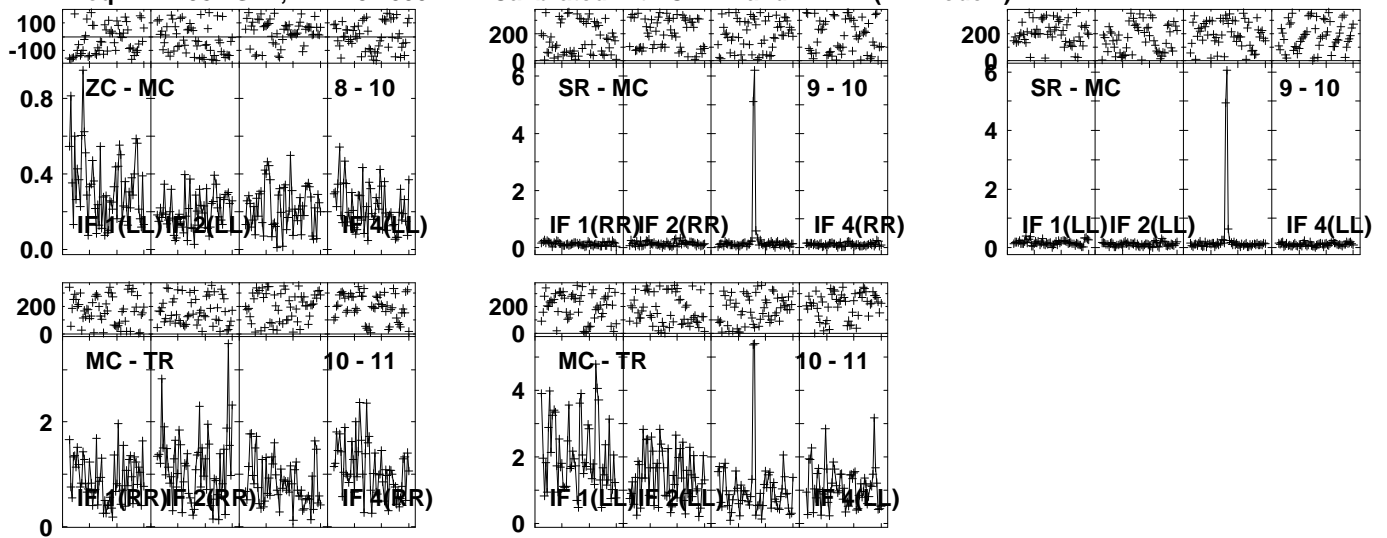 100
-100
ZC - MC 8 - 10
0.8
0.4
0.0
IF 1(LL) IF 2(LL) IF 4(LL)
200
0
SR - MC 9 - 10
6
4
2
0
IF 1(RR) IF 2(RR) IF 4(RR)
200
0
SR - MC 9 - 10
6
4
2
0
IF 1(LL) IF 2(LL) IF 4(LL)
200
0
MC - TR 10 - 11
2
0
IF 1(RR) IF 2(RR) IF 4(RR)
200
0
MC - TR 10 - 11
4
2
0
IF 1(LL) IF 2(LL) IF 4(LL)